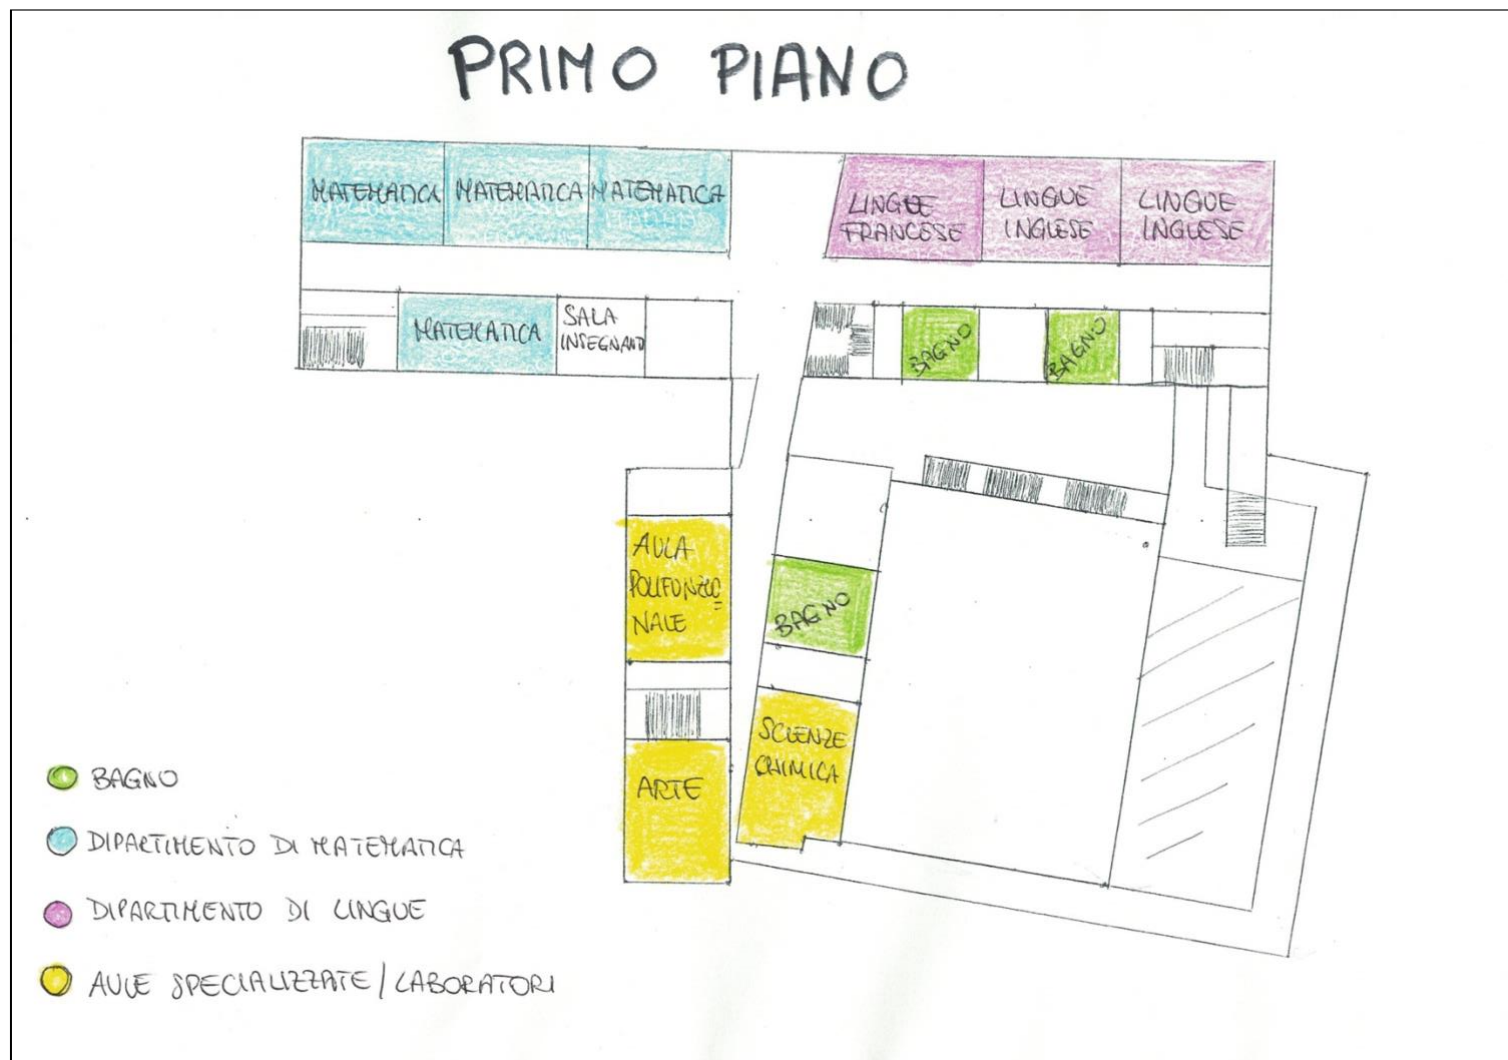 PRIMO PIANO
MATEMATICA
MATEMATICA
MATEMATICA
LINGUE
FRANCESE
LINGUE
INGLESE
LINGUE
INGLESE
MATEMATICA
SALA
INSEGNANTI
BAGNO
BAGNO
AULA
POLIFUNZIO
NALE
BAGNO
SCIENZE
CHIMICA
ARTE
BAGNO
DIPARTIMENTO DI MATEMATICA
DIPARTIMENTO DI LINGUE
AULE SPECIALIZZATE / LABORATORI